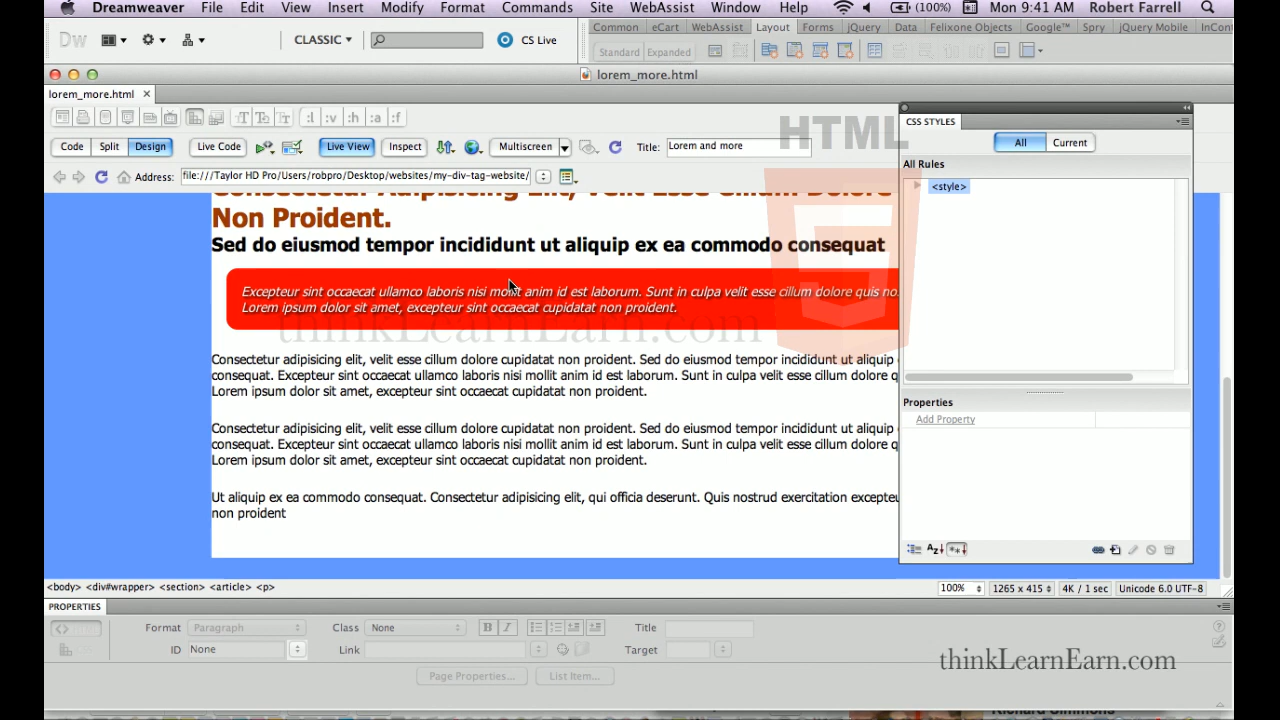 Dreamweaver File Edit View Insert Modify Format Commands Site WebAssist Window Help (100%) Mon 9:41 AM Robert Farrell
Common eCart WebAssist Layout Forms jQuery Data Felixone Objects Google™ Spry jQuery Mobile InCont
Dw CLASSIC CS Live
Standard Expanded
lorem_more.html
lorem_more.html
CSS STYLES
HTML
Code Split Design Live Code Live View Inspect Multiscreen Title: Lorem and more
All Current
All Rules
Address: file:///Taylor HD Pro/Users/robpro/Desktop/websites/my-div-tag-website/
<style>
Consectetur Adipisicing Elit, Velit Esse Cillum Dolore
Non Proident.
Sed do eiusmod tempor incididunt ut aliquip ex ea commodo consequat
Excepteur sint occaecat ullamco laboris nisi mollit anim id est laborum. Sunt in culpa velit esse cillum dolore quis no
Lorem ipsum dolor sit amet, excepteur sint occaecat cupidatat non proident.
thinkLearnEarn.com
Consectetur adipisicing elit, velit esse cillum dolore cupidatat non proident. Sed do eiusmod tempor incididunt ut aliquip
consequat. Excepteur sint occaecat ullamco laboris nisi mollit anim id est laborum. Sunt in culpa velit esse cillum dolore q
Lorem ipsum dolor sit amet, excepteur sint occaecat cupidatat non proident.
Properties
Add Property
Consectetur adipisicing elit, velit esse cillum dolore cupidatat non proident. Sed do eiusmod tempor incididunt ut aliquip
consequat. Excepteur sint occaecat ullamco laboris nisi mollit anim id est laborum. Sunt in culpa velit esse cillum dolore q
Lorem ipsum dolor sit amet, excepteur sint occaecat cupidatat non proident.
Ut aliquip ex ea commodo consequat. Consectetur adipisicing elit, qui officia deserunt. Quis nostrud exercitation excepteu
non proident
<body> <div#wrapper> <section> <article> <p> 100% 1265 x 415 4K / 1 sec Unicode 6.0 UTF-8
PROPERTIES
Format Paragraph Class None B I Title
ID None Link Target
Page Properties... List Item...
thinkLearnEarn.com